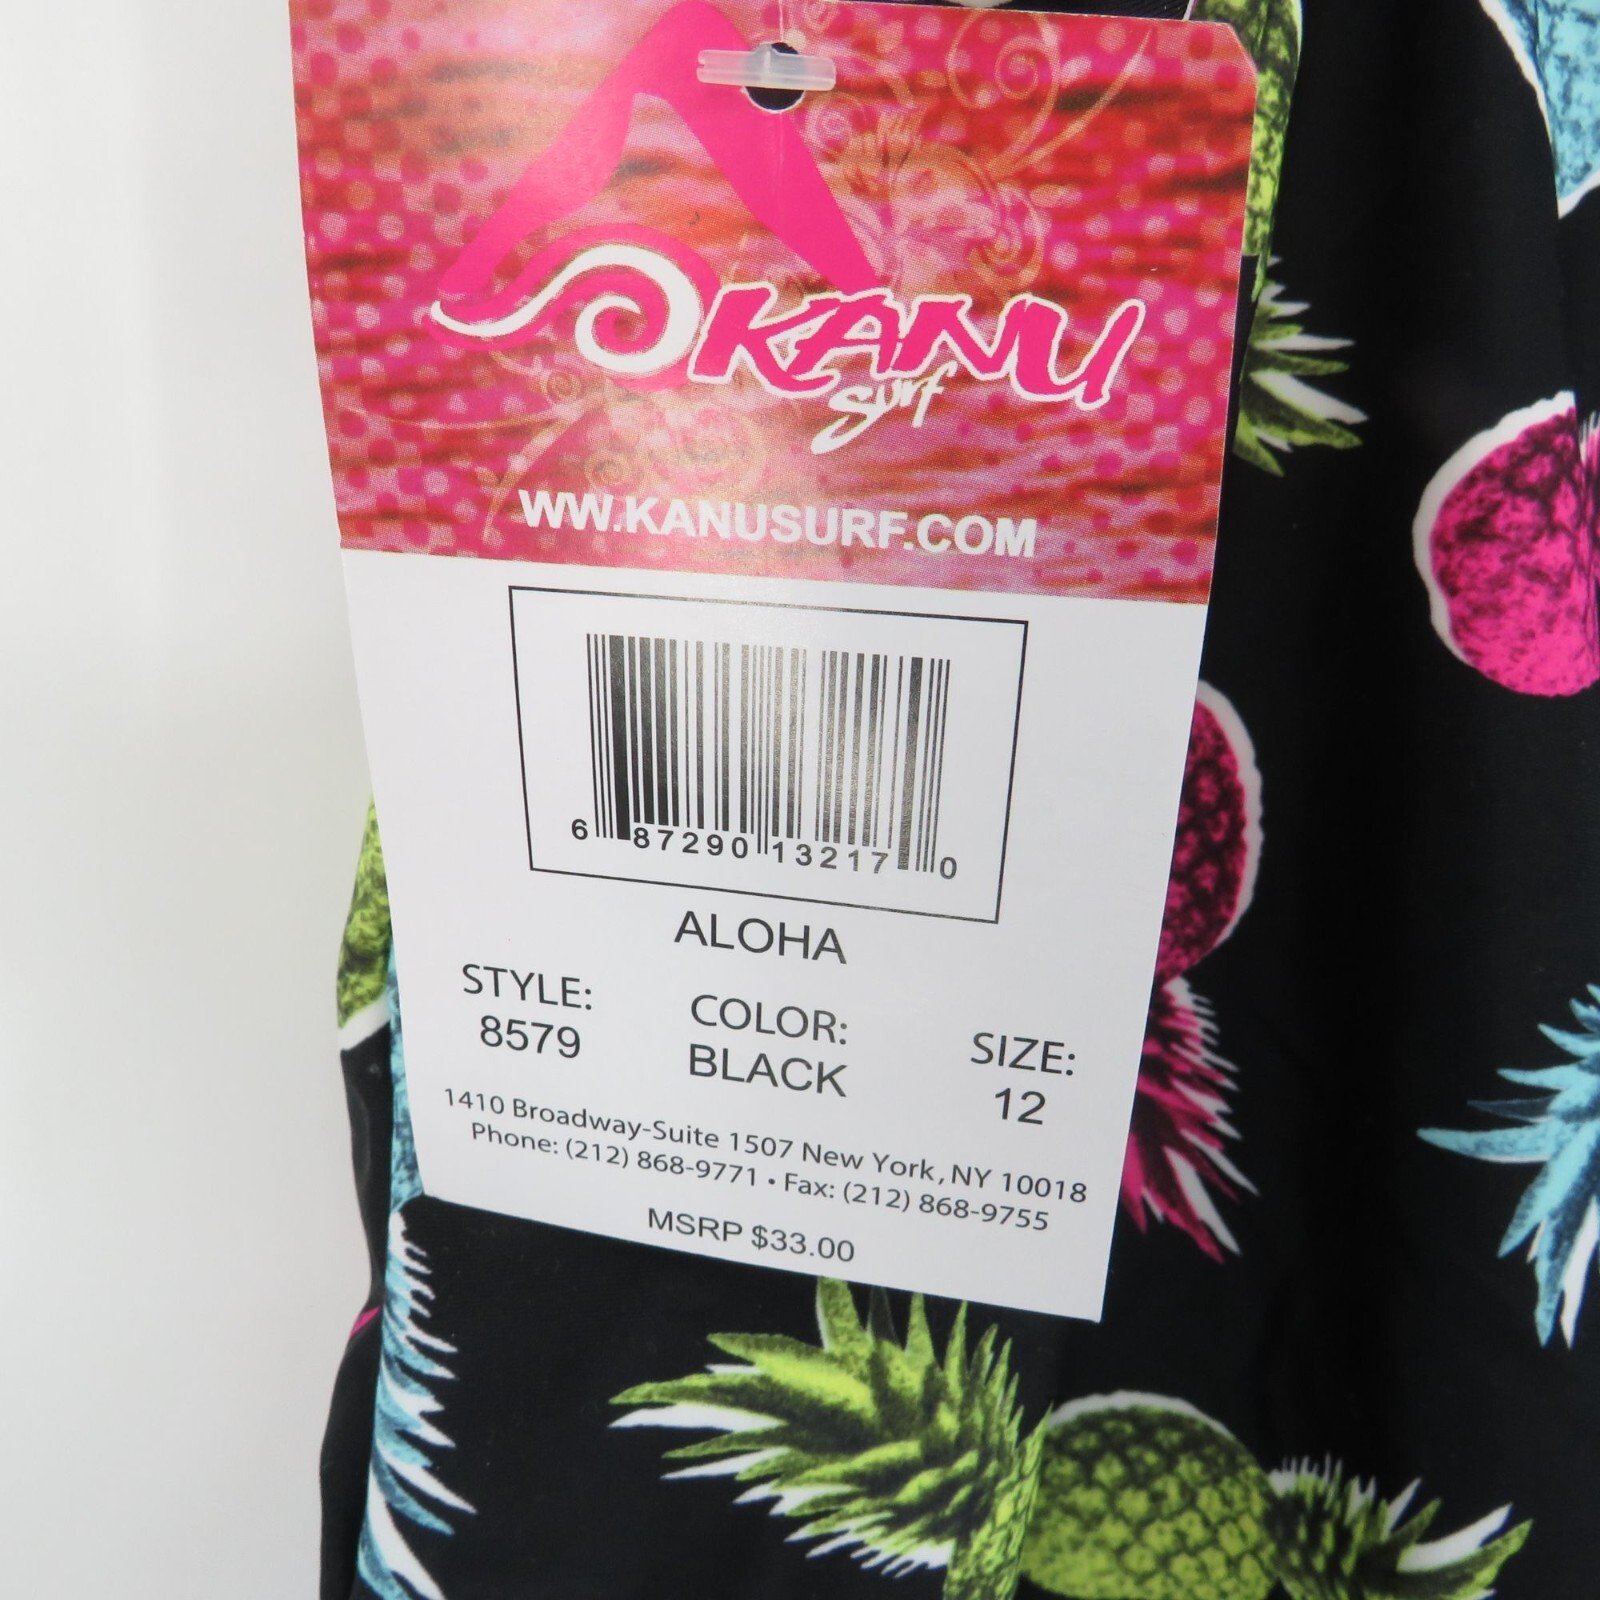 KANU
surf
WWW.KANUSURF.COM
6 87290 13217 0
ALOHA
STYLE: COLOR: SIZE:
8579 BLACK 12
1410 Broadway-Suite 1507 New York, NY 10018
Phone: (212) 868-9771 • Fax: (212) 868-9755
MSRP $33.00